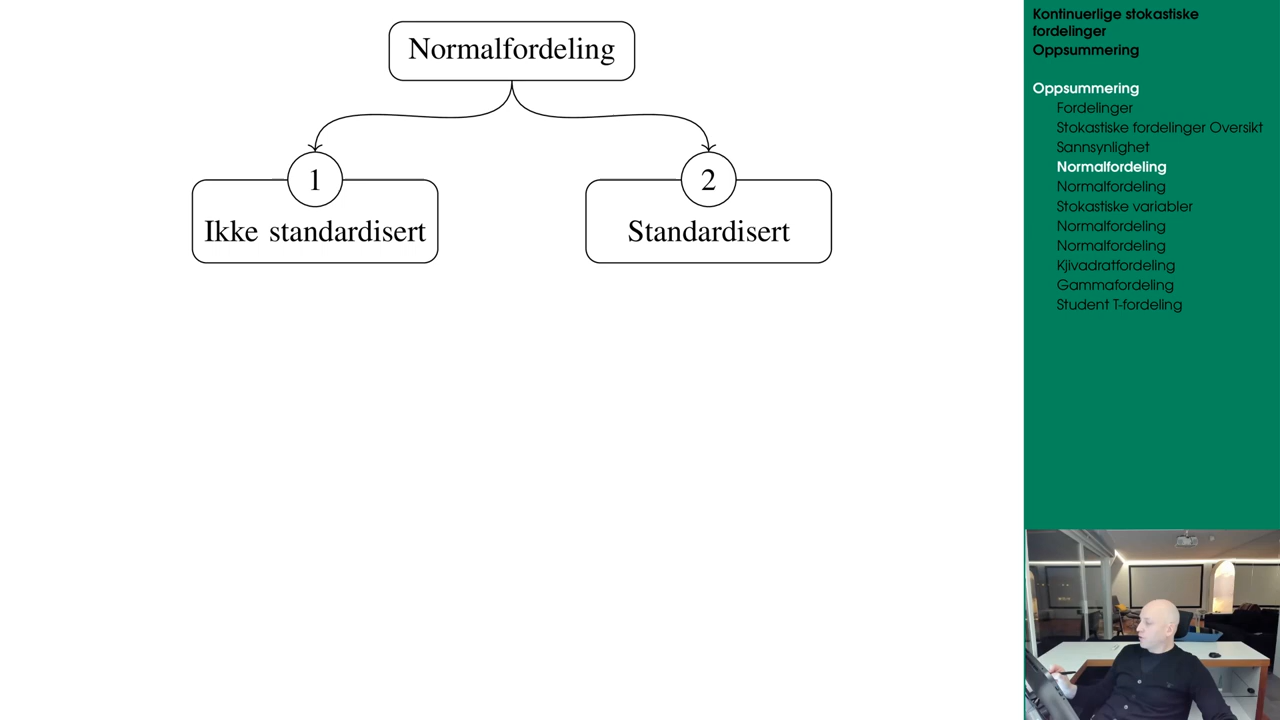 Normalfordeling
1
2
Ikke standardisert
Standardisert
Kontinuerlige stokastiske
fordelinger
Oppsummering
Oppsummering
Fordelinger
Stokastiske fordelinger Oversikt
Sannsynlighet
Normalfordeling
Normalfordeling
Stokastiske variabler
Normalfordeling
Normalfordeling
Kjivadratfordeling
Gammafordeling
Student T-fordeling